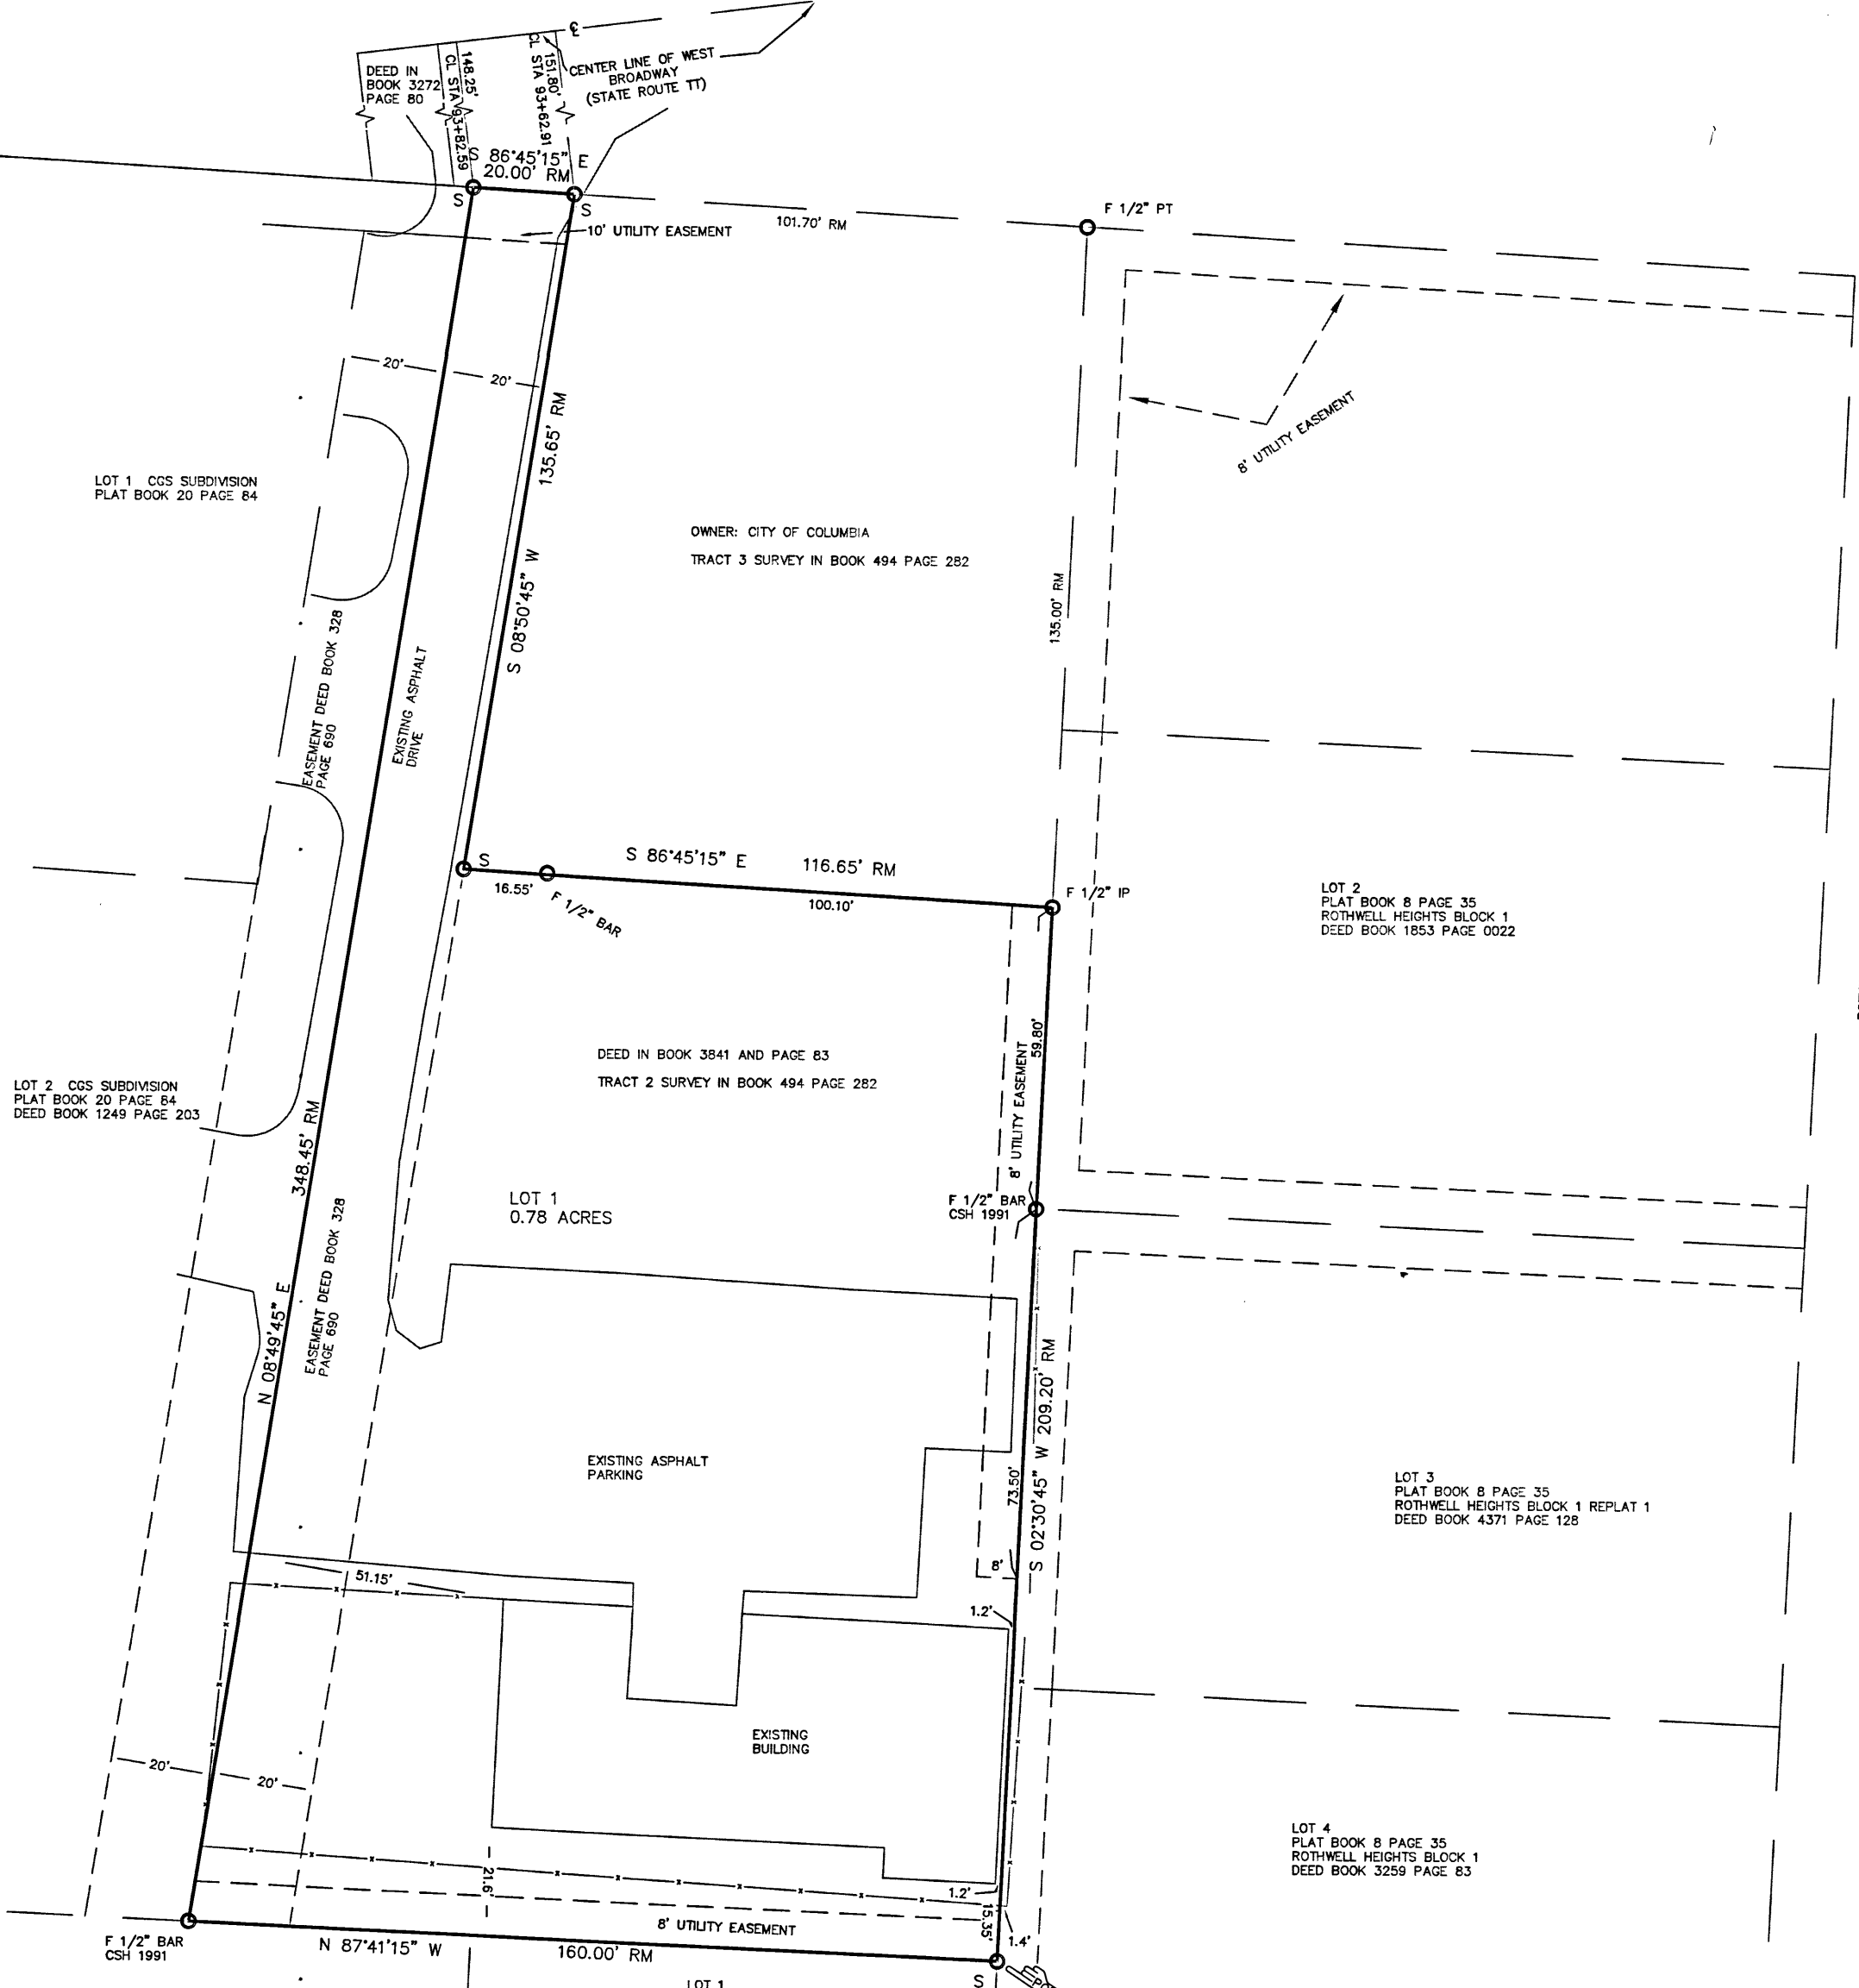 ℄
CENTER LINE OF WEST
BROADWAY
(STATE ROUTE TT)
DEED IN
BOOK 3272
PAGE 80
148.25'
CL STA 93+82.59
151.80'
CL STA 93+62.91
S 86°45'15" E
20.00' RM
S
S
10' UTILITY EASEMENT
101.70' RM
F 1/2" PT
20'
20'
8' UTILITY EASEMENT
S 08°50'45" W 135.65' RM
LOT 1 CGS SUBDIVISION
PLAT BOOK 20 PAGE 84
OWNER: CITY OF COLUMBIA
TRACT 3 SURVEY IN BOOK 494 PAGE 282
135.00' RM
EASEMENT DEED BOOK 328
PAGE 690
EXISTING ASPHALT
DRIVE
S
S 86°45'15" E 116.65' RM
16.55'
F 1/2" BAR
100.10'
F 1/2" IP
LOT 2
PLAT BOOK 8 PAGE 35
ROTHWELL HEIGHTS BLOCK 1
DEED BOOK 1853 PAGE 0022
DEED IN BOOK 3841 AND PAGE 83
TRACT 2 SURVEY IN BOOK 494 PAGE 282
8' UTILITY EASEMENT
59.80'
LOT 2 CGS SUBDIVISION
PLAT BOOK 20 PAGE 84
DEED BOOK 1249 PAGE 203
N 08°49'45" E 348.45' RM
LOT 1
0.78 ACRES
F 1/2" BAR
CSH 1991
EASEMENT DEED BOOK 328
PAGE 690
S 02°30'45" W 209.20' RM
73.50'
EXISTING ASPHALT
PARKING
LOT 3
PLAT BOOK 8 PAGE 35
ROTHWELL HEIGHTS BLOCK 1 REPLAT 1
DEED BOOK 4371 PAGE 128
8'
51.15'
1.2'
EXISTING
BUILDING
20'
20'
LOT 4
PLAT BOOK 8 PAGE 35
ROTHWELL HEIGHTS BLOCK 1
DEED BOOK 3259 PAGE 83
21.6'
1.2'
15.35'
8' UTILITY EASEMENT
1.4'
F 1/2" BAR
CSH 1991
N 87°41'15" W 160.00' RM
S
LOT 1